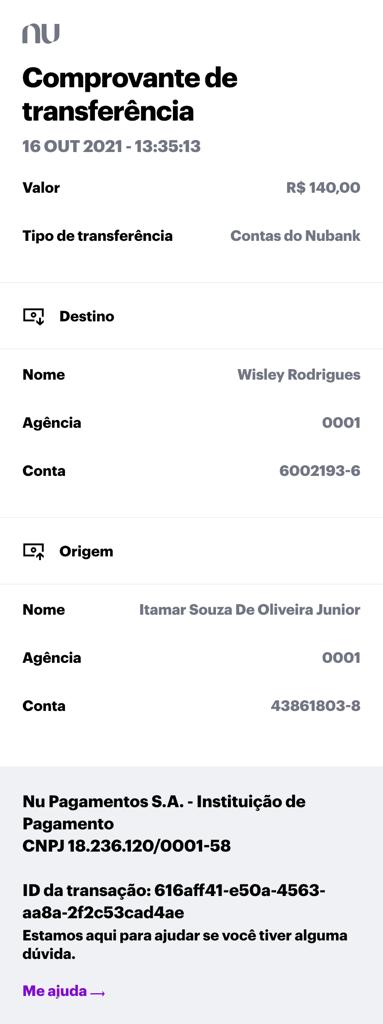 nu
Comprovante de
transferência
16 OUT 2021 - 13:35:13
Valor R$ 140,00
Tipo de transferência Contas do Nubank
Destino
Nome Wisley Rodrigues
Agência 0001
Conta 6002193-6
Origem
Nome Itamar Souza De Oliveira Junior
Agência 0001
Conta 43861803-8
Nu Pagamentos S.A. - Instituição de
Pagamento
CNPJ 18.236.120/0001-58
ID da transação: 616aff41-e50a-4563-
aa8a-2f2c53cad4ae
Estamos aqui para ajudar se você tiver alguma
dúvida.
Me ajuda →